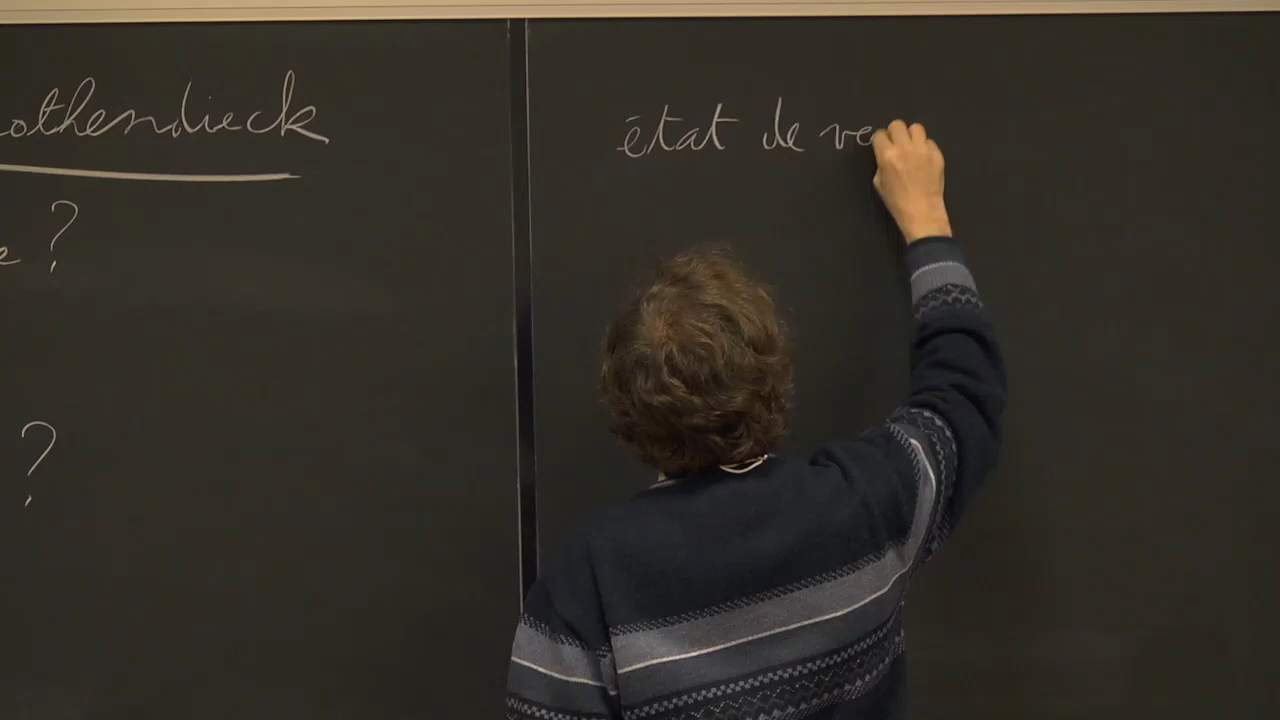 othendieck
e ?
?
état de ve